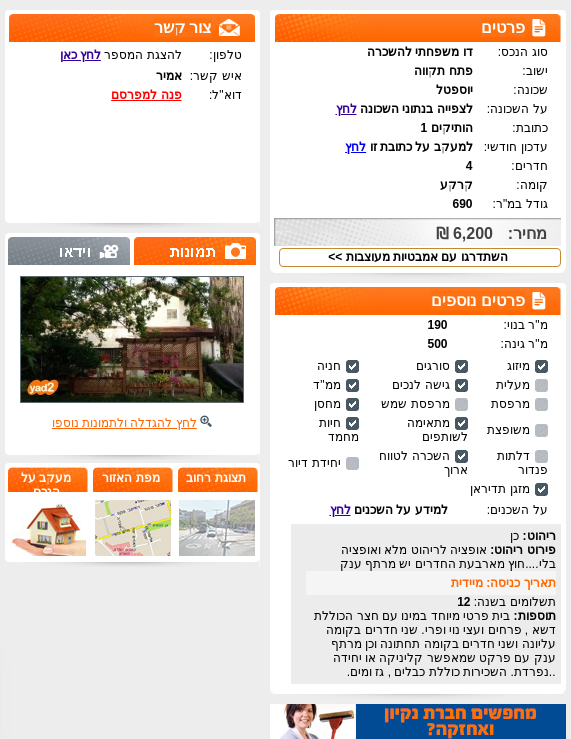 פרטים
סוג הנכס: דו משפחתי להשכרה
ישוב: פתח תקווה
שכונה: יוספטל
על השכונה: לצפייה בנתוני השכונה לחץ
כתובת: הותיקים 1
עדכון חודשי: למעקב על כתובת זו לחץ
חדרים: 4
קומה: קרקע
גודל במ"ר: 690
מחיר: 6,200 ₪
השתדרגו עם אמבטיות מעוצבות >>
פרטים נוספים
מ"ר בנוי: 190
מ"ר גינה: 500
מיזוג סורגים חניה
מעלית גישה לנכים ממ"ד
מרפסת מרפסת שמש מחסן
משופצת מתאימה לשותפים חיות מחמד
דלתות פנדור השכרה לטווח ארוך יחידת דיור
מזגן תדיראן
על השכנים: למידע על השכנים לחץ
ריהוט: כן
פירוט ריהוט: אופציה לריהוט מלא ואופציה
בלי....חוץ מארבעת החדרים יש מרתף ענק
תאריך כניסה: מיידית
תשלומים בשנה: 12
תוספות: בית פרטי מיוחד במינו עם חצר הכוללת
דשא , פרחים ועצי נוי ופרי. שני חדרים בקומה
עליונה ושני חדרים בקומה תחתונה וכן מרתף
ענק עם פרקט שמאפשר קליניקה או יחידה
נפרדת. השכירות כוללת כבלים , גז ומים...
מחפשים חברת נקיון
ואחזקה?
צור קשר
טלפון: להצגת המספר לחץ כאן
איש קשר: אמיר
דוא"ל: פנה למפרסם
תמונות
וידאו
yad2
לחץ להגדלה ולתמונות נוספו
תצוגת רחוב
מפת האזור
מעקב על
הנכס